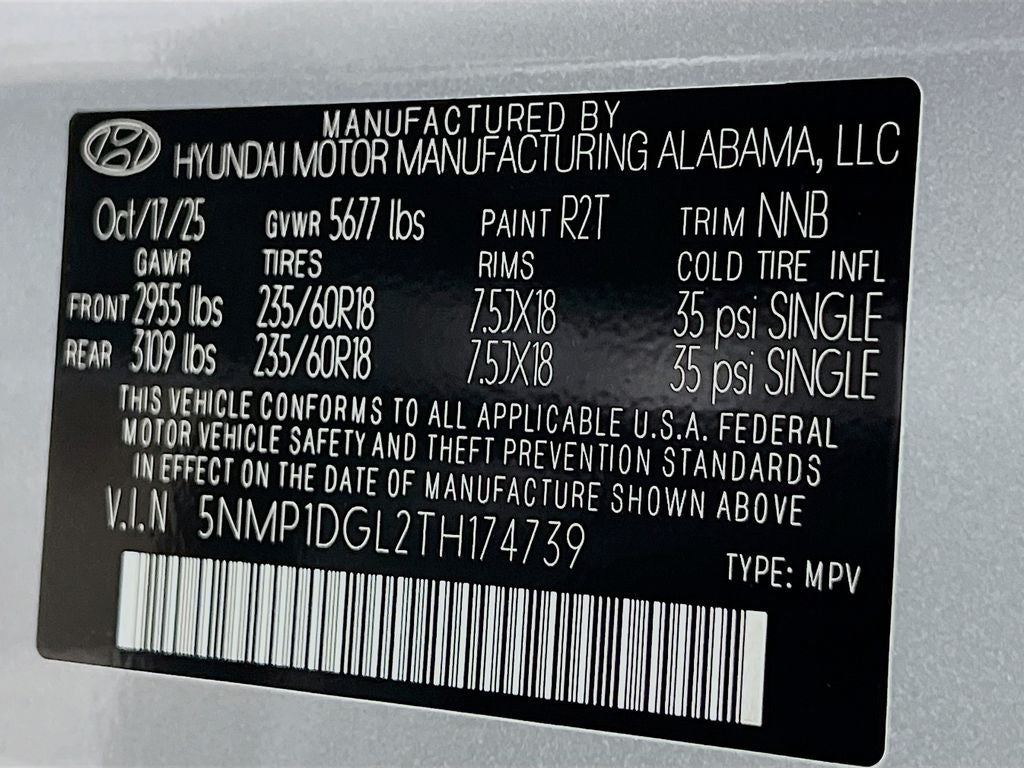 MANUFACTURED BY
HYUNDAI MOTOR MANUFACTURING ALABAMA, LLC
Oct/17/25 GVWR 5677 lbs PAINT R2T TRIM NNB
GAWR TIRES RIMS COLD TIRE INFL
FRONT 2955 lbs 235/60R18 7.5JX18 35 psi SINGLE
REAR 3109 lbs 235/60R18 7.5JX18 35 psi SINGLE
THIS VEHICLE CONFORMS TO ALL APPLICABLE U.S.A. FEDERAL
MOTOR VEHICLE SAFETY AND THEFT PREVENTION STANDARDS
IN EFFECT ON THE DATE OF MANUFACTURE SHOWN ABOVE
V.I.N 5NMP1DGL2TH174739
TYPE: MPV